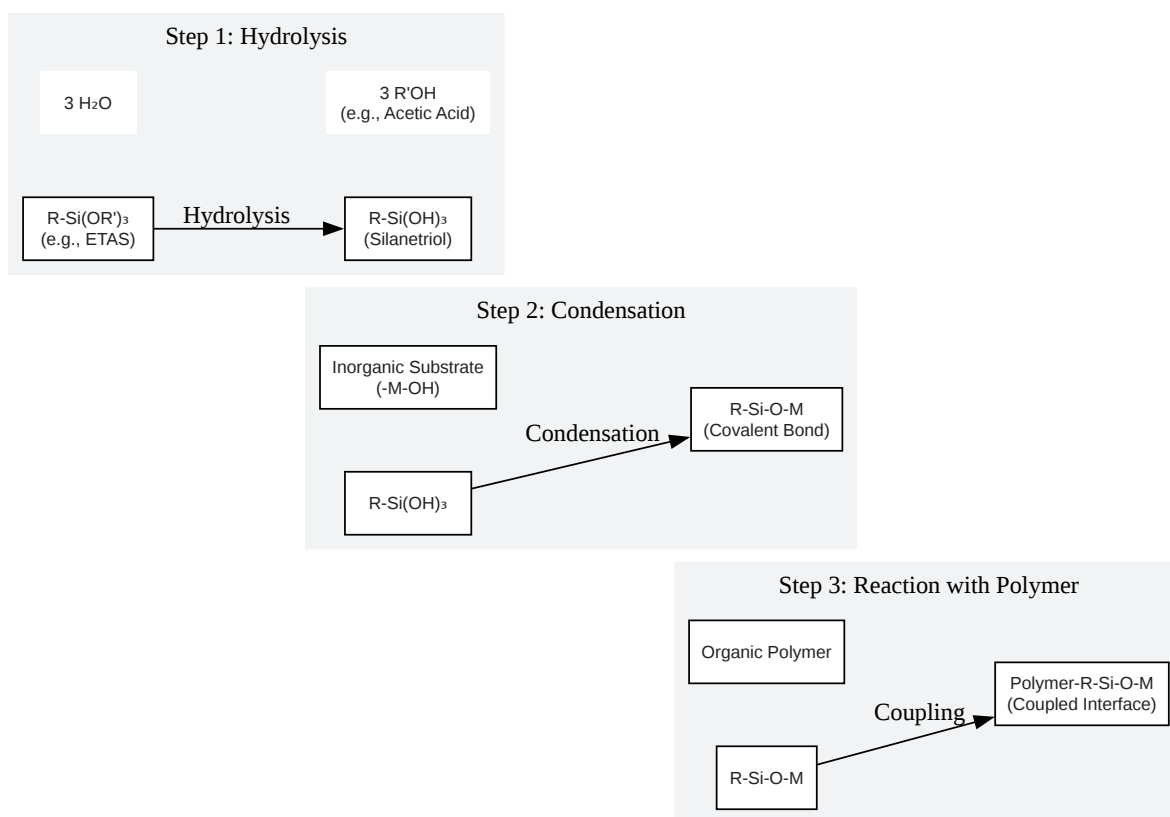 Step 1: Hydrolysis
3 H₂O
3 R'OH
(e.g., Acetic Acid)
R-Si(OR')₃
(e.g., ETAS)
Hydrolysis
R-Si(OH)₃
(Silanetriol)
Step 2: Condensation
Inorganic Substrate
(-M-OH)
R-Si-O-M
(Covalent Bond)
Condensation
R-Si(OH)₃
Step 3: Reaction with Polymer
Organic Polymer
Polymer-R-Si-O-M
(Coupled Interface)
Coupling
R-Si-O-M